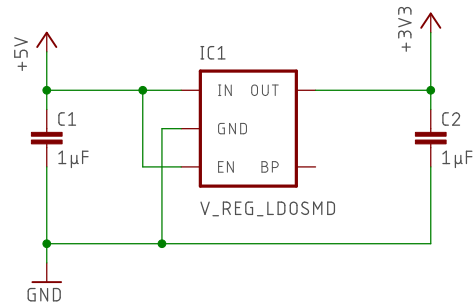 +5V
IC1
+3V3
IN OUT
C1
GND
C2
1µF
EN BP
1µF
V_REG_LDOSMD
GND